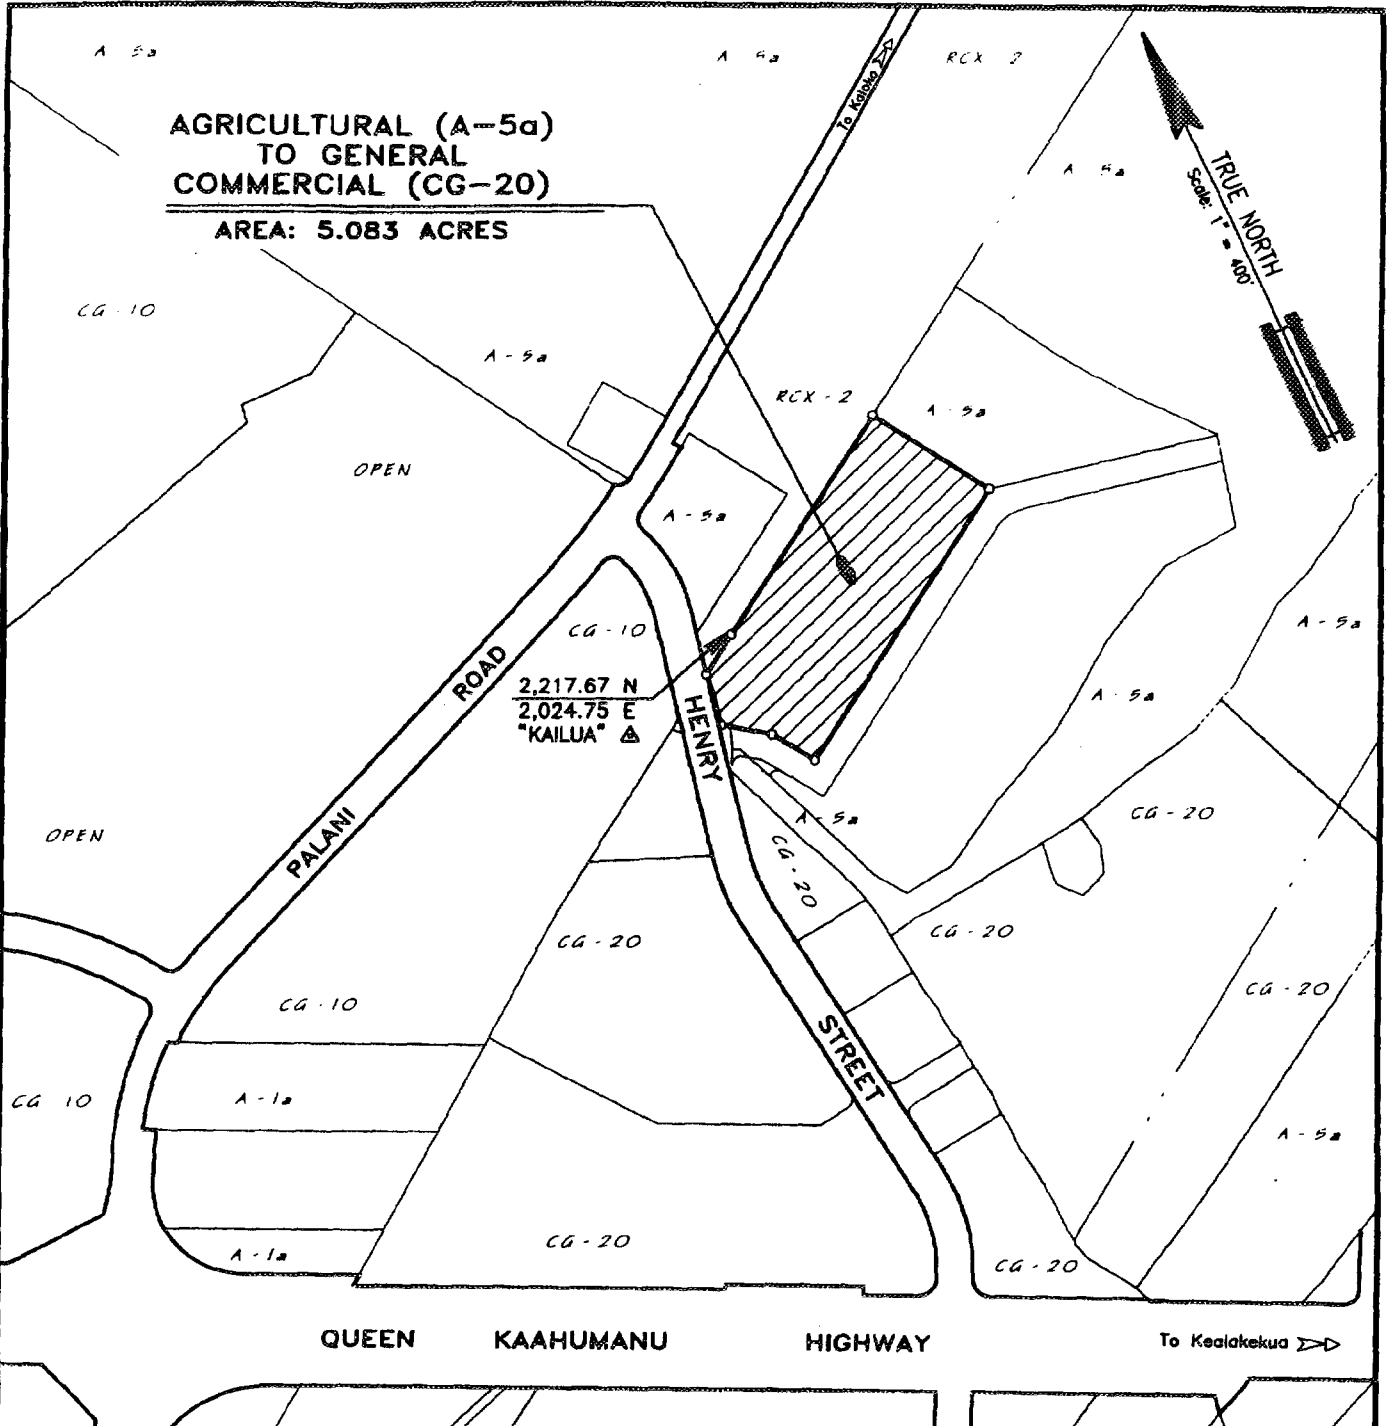 A - 5a
A - 5a
RCX - 2
To Kaloko
AGRICULTURAL (A-5a)
TO GENERAL
COMMERCIAL (CG-20)
AREA: 5.083 ACRES
A - 5a
TRUE NORTH
Scale: 1" = 400'
CG - 10
A - 5a
RCX - 2
A - 5a
OPEN
A - 5a
CG - 10
A - 5a
2,217.67 N
2,024.75 E
"KAILUA"
A - 5a
PALANI ROAD
HENRY STREET
OPEN
A - 5a
CG - 20
CG - 20
CG - 20
CG - 20
CG - 20
CG - 10
CG 10
A - 1a
A - 5a
A - 1a
CG - 20
CG - 20
QUEEN KAAHUMANU HIGHWAY
To Kealakekua